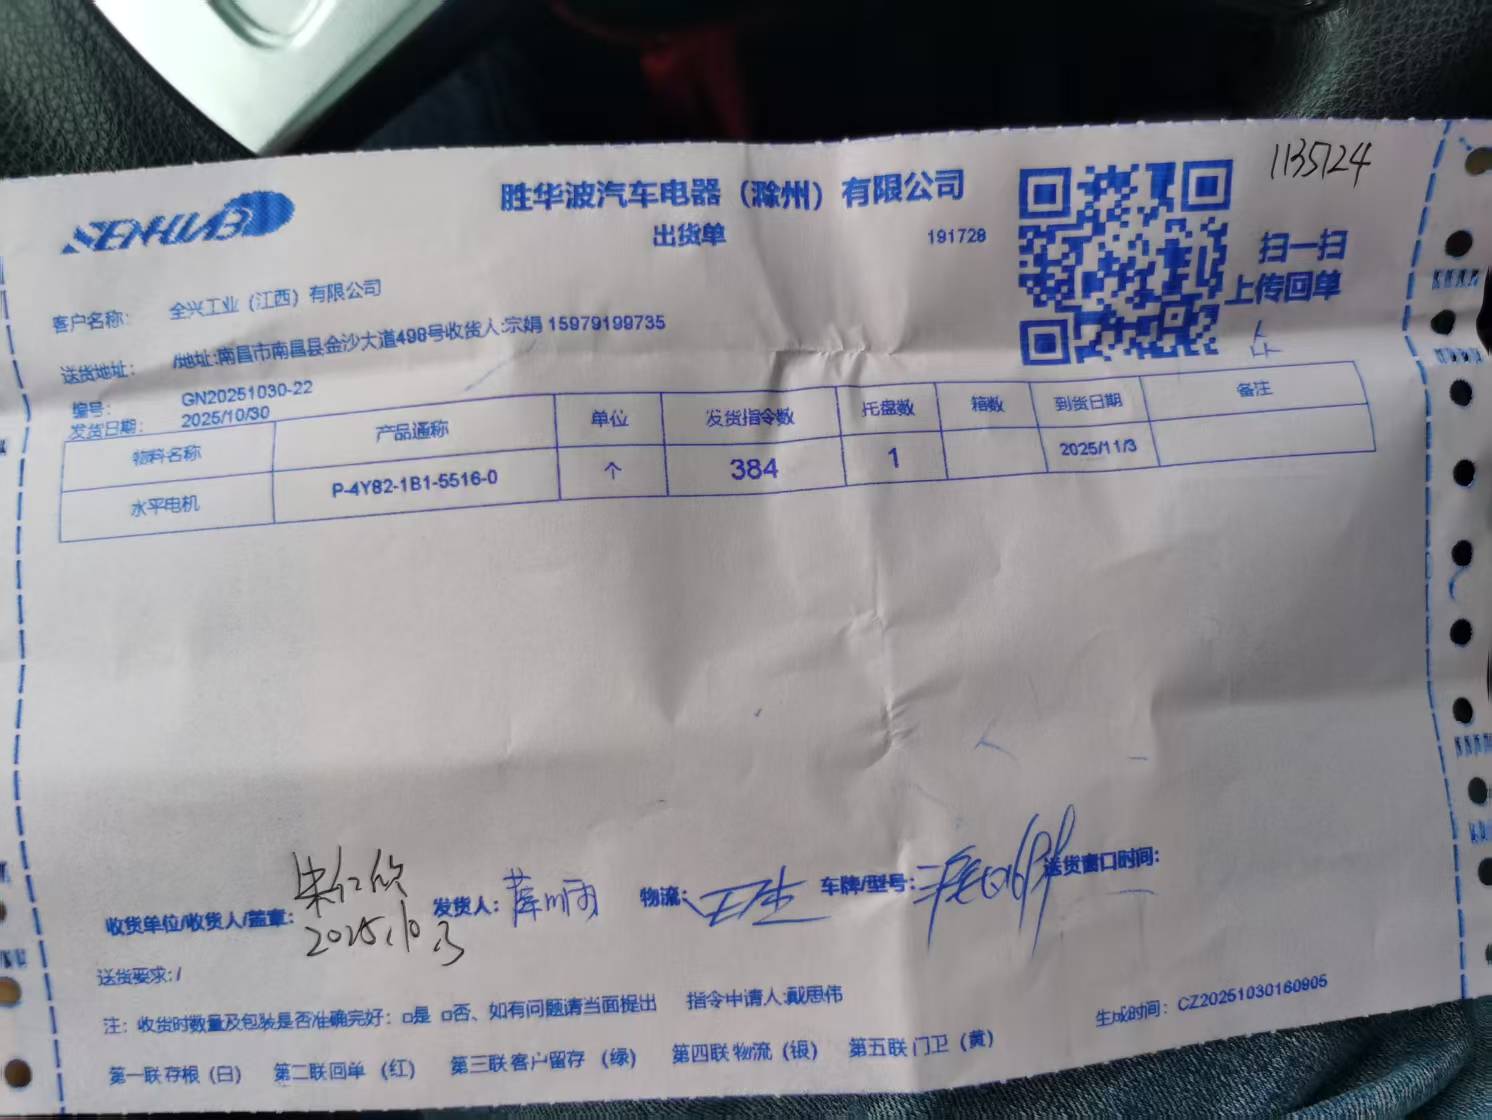 1135124
SENHUAB
胜华波汽车电器（滁州）有限公司
出货单
191728
扫一扫
上传回单
客户名称: 全兴工业（江西）有限公司
送货地址: /地址:南昌市南昌县金沙大道498号收货人:宗娟 15979199735
编号: GN20251030-22
发货日期: 2025/10/30
物料名称 产品通称 单位 发货指令数 托盘数 箱数 到货日期 备注
水平电机 P-4Y82-1B1-5516-0 个 384 1 2025/11/3
收货单位/收货人/盖章: 发货人: 物流: 车牌/型号: 送货窗口时间:
2025.10.3
送货要求:/
注: 收货时数量及包装是否准确完好: □是 □否、如有问题请当面提出 指令申请人:戴思伟
生成时间: CZ20251030160905
第一联存根（白） 第二联回单（红） 第三联客户留存（绿） 第四联物流（银） 第五联门卫（黄）